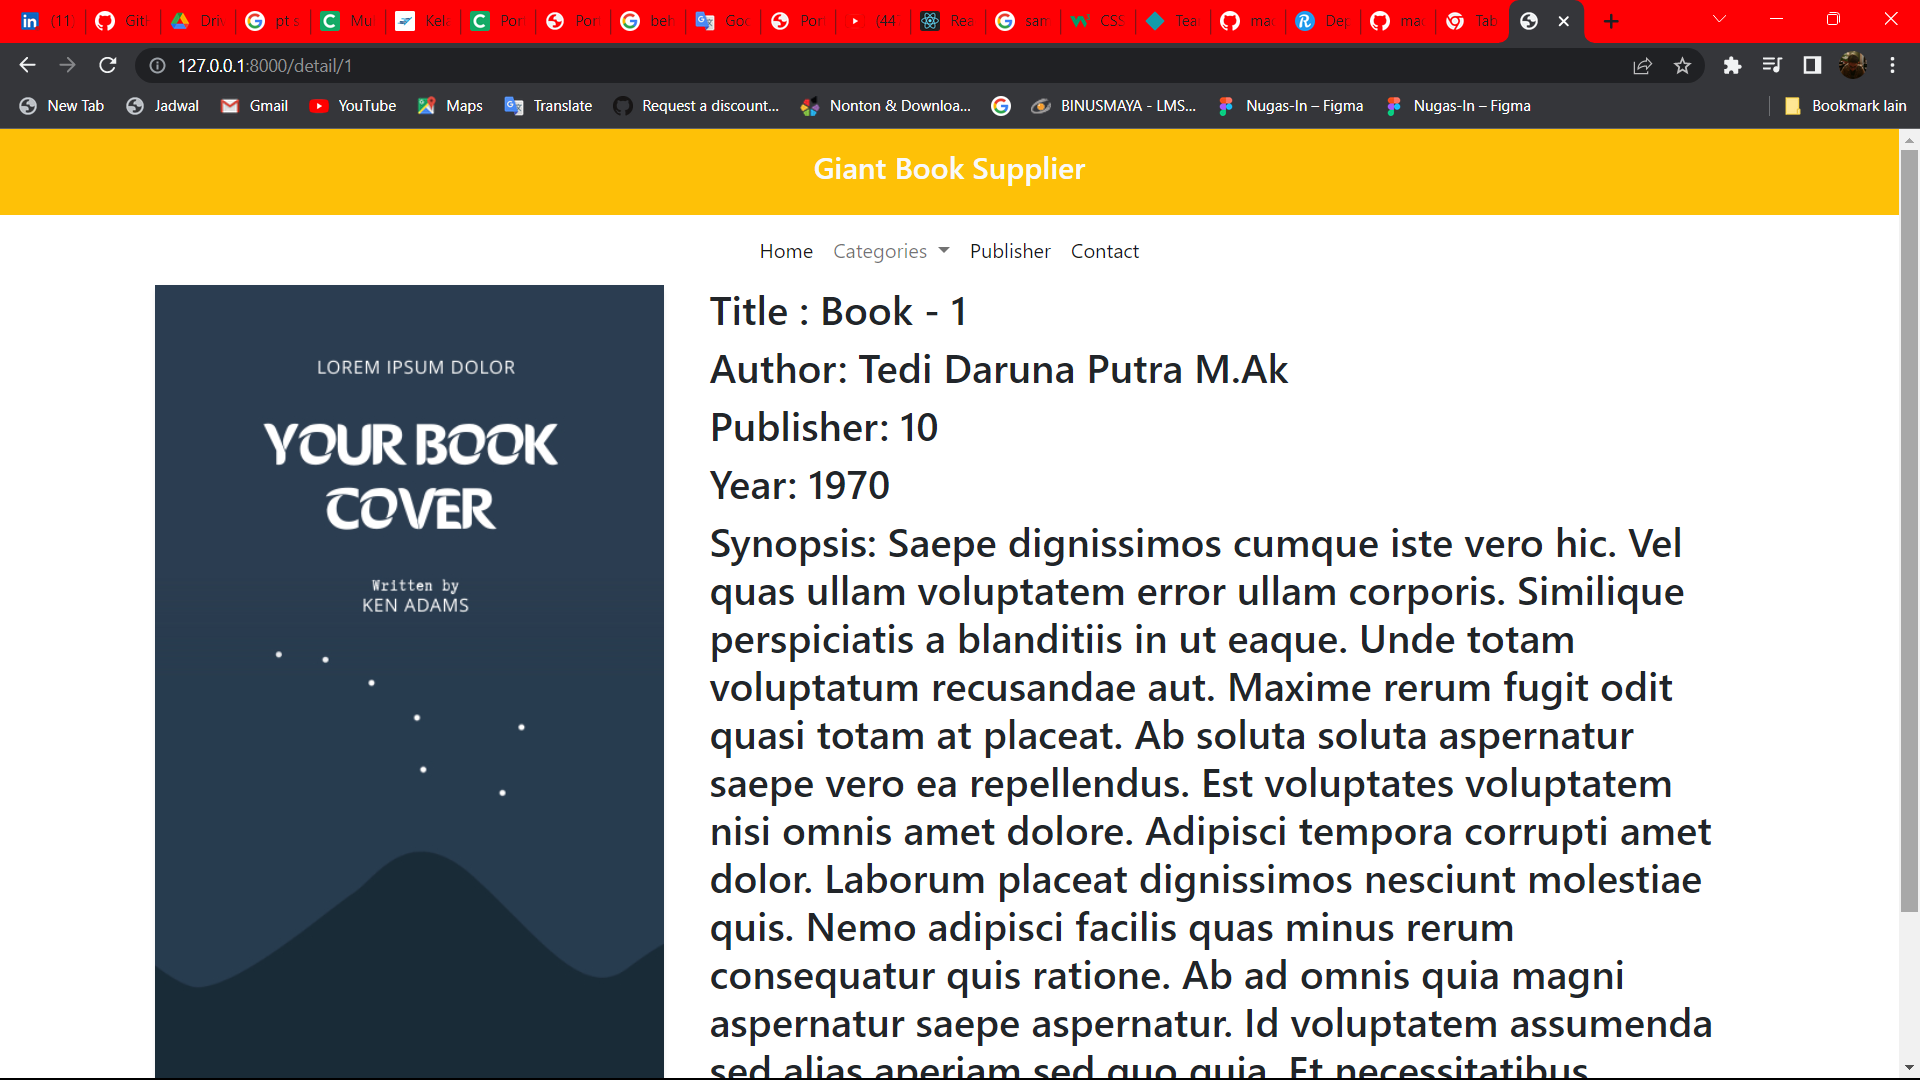 (11) Gitl Driv pt s Mu Kela Port Por beh Goo Port (44 Rea sam CSS Tea mac Dep mac Tab
127.0.0.1:8000/detail/1
New Tab Jadwal Gmail YouTube Maps Translate Request a discount... Nonton & Downloa... BINUSMAYA - LMS... Nugas-In – Figma Nugas-In – Figma Bookmark lain
Giant Book Supplier
Home Categories Publisher Contact
LOREM IPSUM DOLOR
YOUR BOOK
COVER
Written by
KEN ADAMS
Title : Book - 1
Author: Tedi Daruna Putra M.Ak
Publisher: 10
Year: 1970
Synopsis: Saepe dignissimos cumque iste vero hic. Vel
quas ullam voluptatem error ullam corporis. Similique
perspiciatis a blanditiis in ut eaque. Unde totam
voluptatum recusandae aut. Maxime rerum fugit odit
quasi totam at placeat. Ab soluta soluta aspernatur
saepe vero ea repellendus. Est voluptates voluptatem
nisi omnis amet dolore. Adipisci tempora corrupti amet
dolor. Laborum placeat dignissimos nesciunt molestiae
quis. Nemo adipisci facilis quas minus rerum
consequatur quis ratione. Ab ad omnis quia magni
aspernatur saepe aspernatur. Id voluptatem assumenda
sed alias aperiam sed quo quia. Et necessitatibus